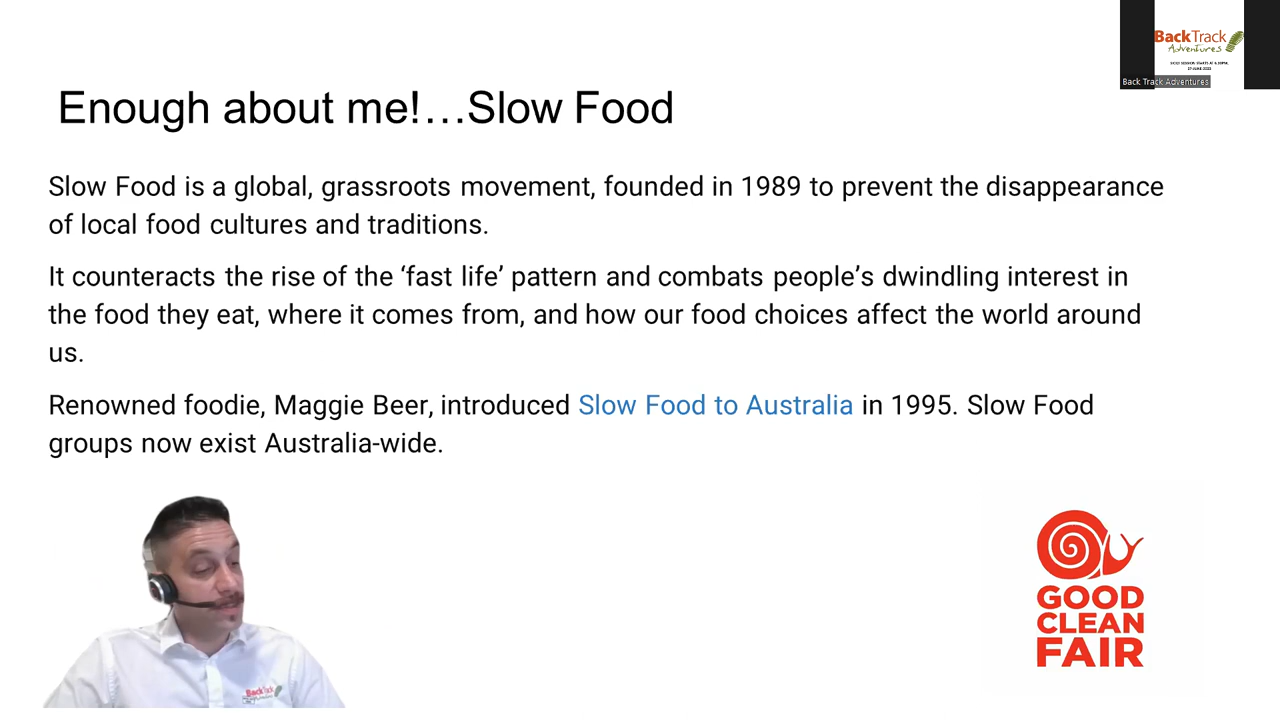 BackTrack
Adventures
Back Track Adventures
Enough about me!…Slow Food
Slow Food is a global, grassroots movement, founded in 1989 to prevent the disappearance
of local food cultures and traditions.
It counteracts the rise of the ‘fast life’ pattern and combats people’s dwindling interest in
the food they eat, where it comes from, and how our food choices affect the world around
us.
Renowned foodie, Maggie Beer, introduced Slow Food to Australia in 1995. Slow Food
groups now exist Australia-wide.
BackTrack
GOOD
CLEAN
FAIR